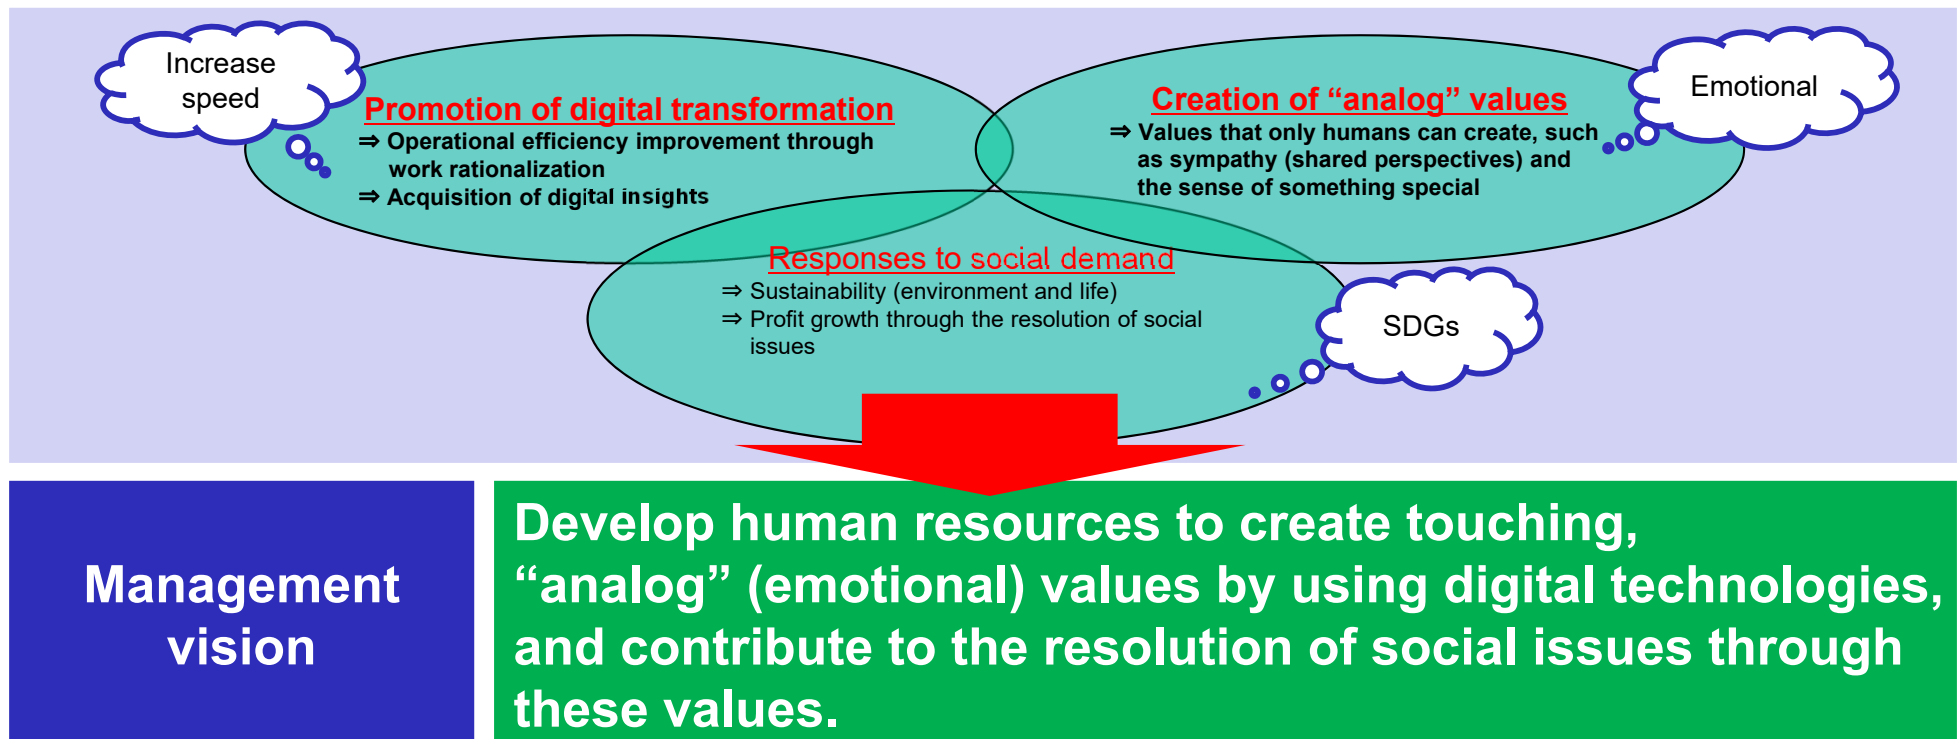 Increase
speed
Promotion of digital transformation
⇒ Operational efficiency improvement through
work rationalization
⇒ Acquisition of digital insights
Creation of “analog” values
⇒ Values that only humans can create, such
as sympathy (shared perspectives) and
the sense of something special
Emotional
Responses to social demand
⇒ Sustainability (environment and life)
⇒ Profit growth through the resolution of social
issues
SDGs
Management
vision
Develop human resources to create touching,
“analog” (emotional) values by using digital technologies,
and contribute to the resolution of social issues through
these values.